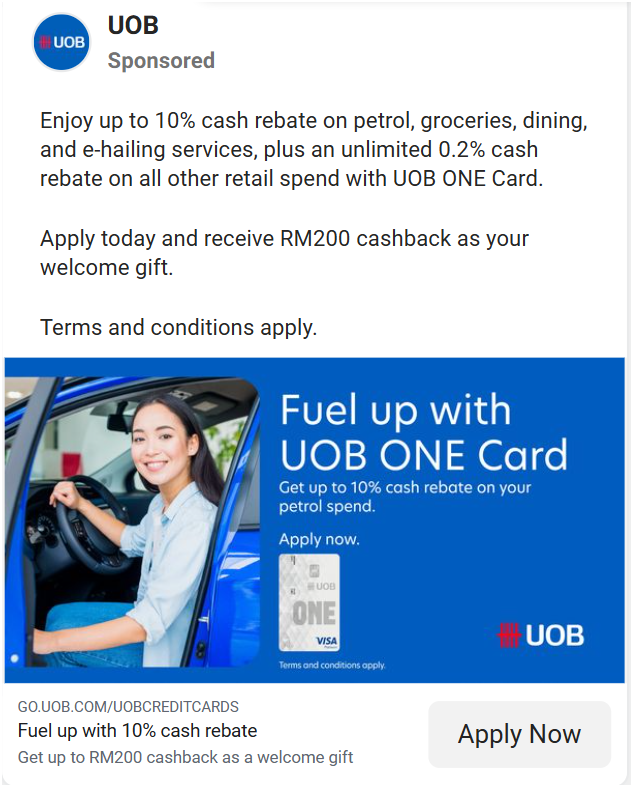 UOB
UOB
Sponsored
Enjoy up to 10% cash rebate on petrol, groceries, dining,
and e-hailing services, plus an unlimited 0.2% cash
rebate on all other retail spend with UOB ONE Card.
Apply today and receive RM200 cashback as your
welcome gift.
Terms and conditions apply.
Fuel up with
UOB ONE Card
Get up to 10% cash rebate on your
petrol spend.
Apply now.
UOB
ONE
VISA
UOB
Terms and conditions apply.
GO.UOB.COM/UOBCREDITCARDS
Fuel up with 10% cash rebate
Get up to RM200 cashback as a welcome gift
Apply Now